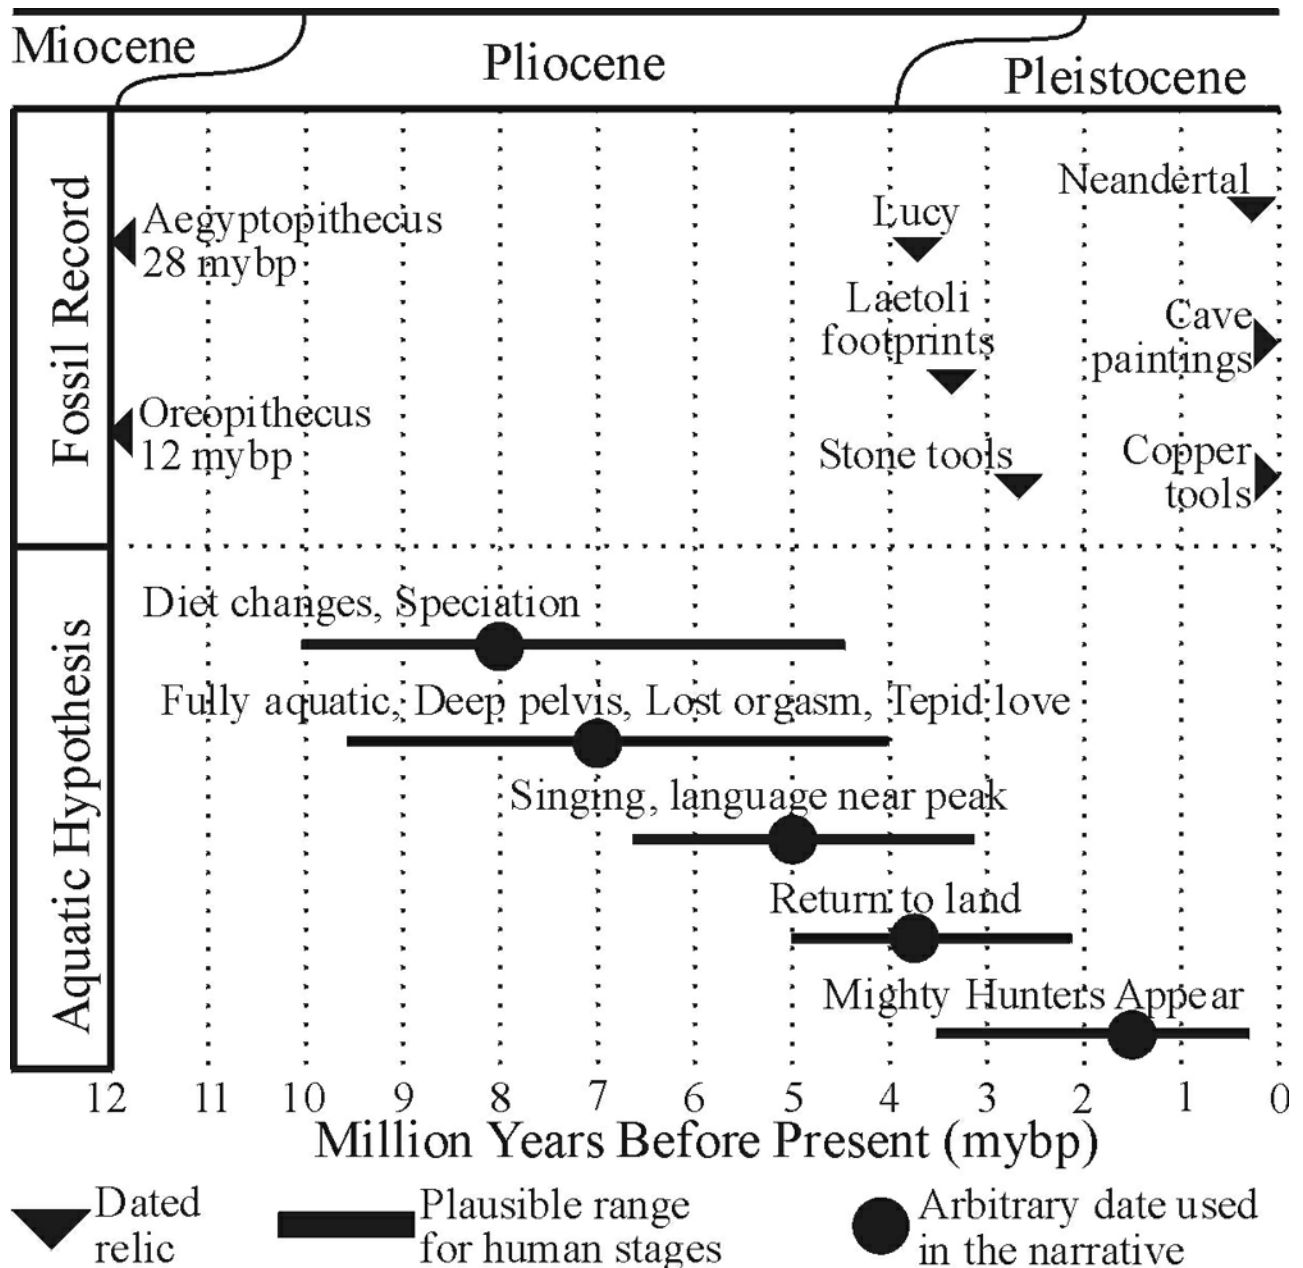 Miocene
Pliocene
Pleistocene
Fossil Record
Aegyptopithecus
28 mybp
Oreopithecus
12 mybp
Lucy
Neandertal
Laetoli
footprints
Cave
paintings
Stone tools
Copper
tools
Aquatic Hypothesis
Diet changes, Speciation
Fully aquatic, Deep pelvis, Lost orgasm, Tepid love
Singing, language near peak
Return to land
Mighty Hunters Appear
12 11 10 9 8 7 6 5 4 3 2 1 0
Million Years Before Present (mybp)
Dated
relic
Plausible range
for human stages
Arbitrary date used
in the narrative